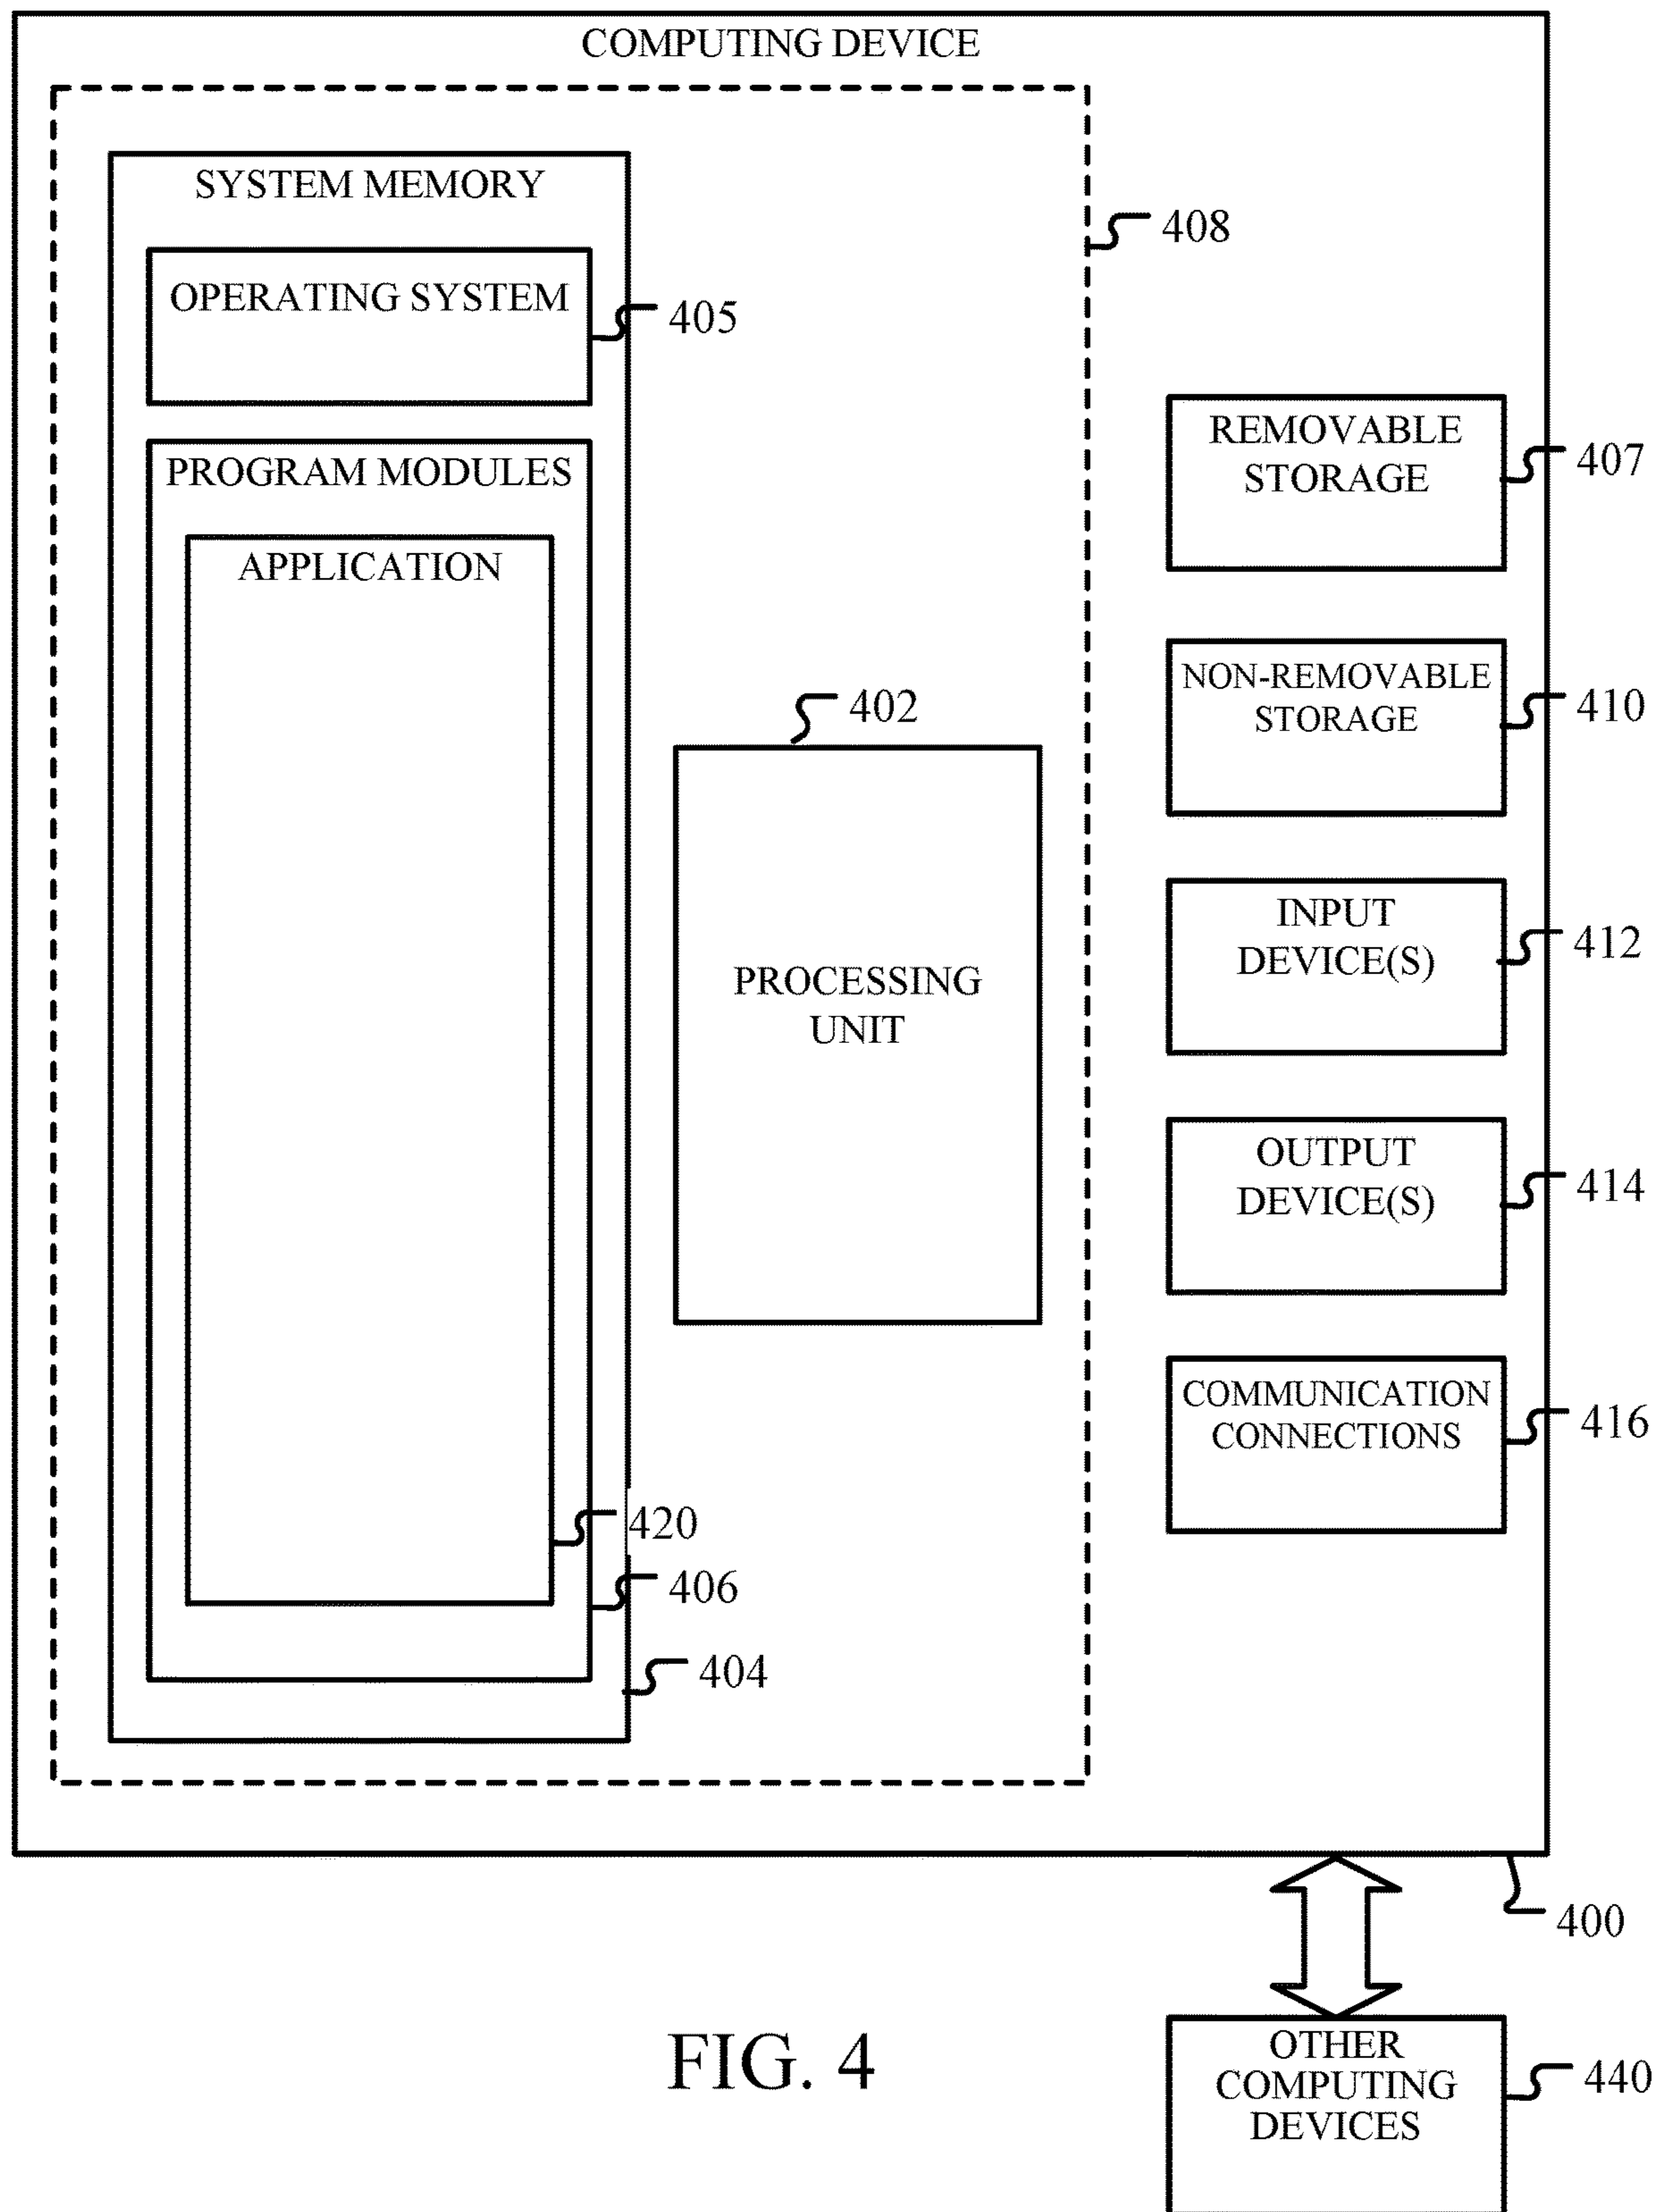 COMPUTING DEVICE
SYSTEM MEMORY
408
OPERATING SYSTEM
405
PROGRAM MODULES
APPLICATION
REMOVABLE
STORAGE
407
NON-REMOVABLE
STORAGE
410
402
PROCESSING
UNIT
INPUT
DEVICE(S)
412
OUTPUT
DEVICE(S)
414
COMMUNICATION
CONNECTIONS
416
420
406
404
400
FIG. 4
OTHER
COMPUTING
DEVICES
440